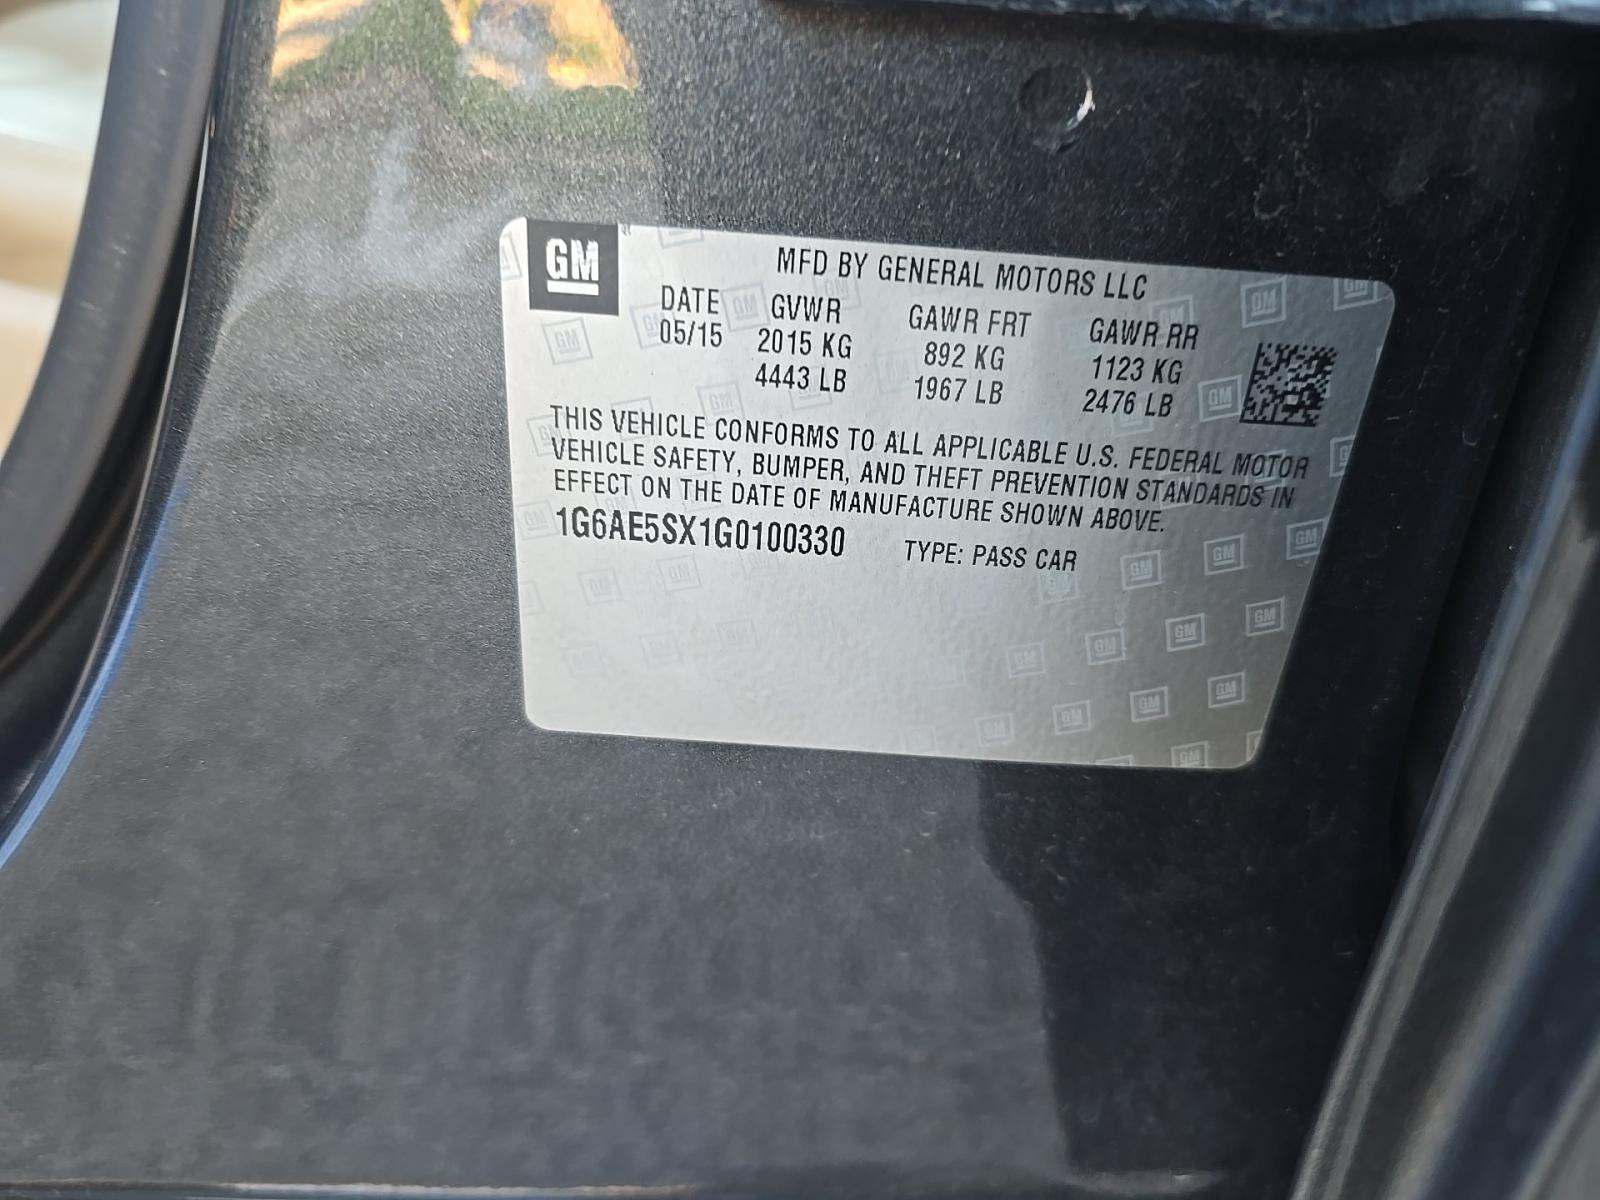 GM
MFD BY GENERAL MOTORS LLC
DATE GVWR GAWR FRT GAWR RR
05/15 2015 KG 892 KG 1123 KG
4443 LB 1967 LB 2476 LB
THIS VEHICLE CONFORMS TO ALL APPLICABLE U.S. FEDERAL MOTOR
VEHICLE SAFETY, BUMPER, AND THEFT PREVENTION STANDARDS IN
EFFECT ON THE DATE OF MANUFACTURE SHOWN ABOVE.
1G6AE5SX1G0100330 TYPE: PASS CAR